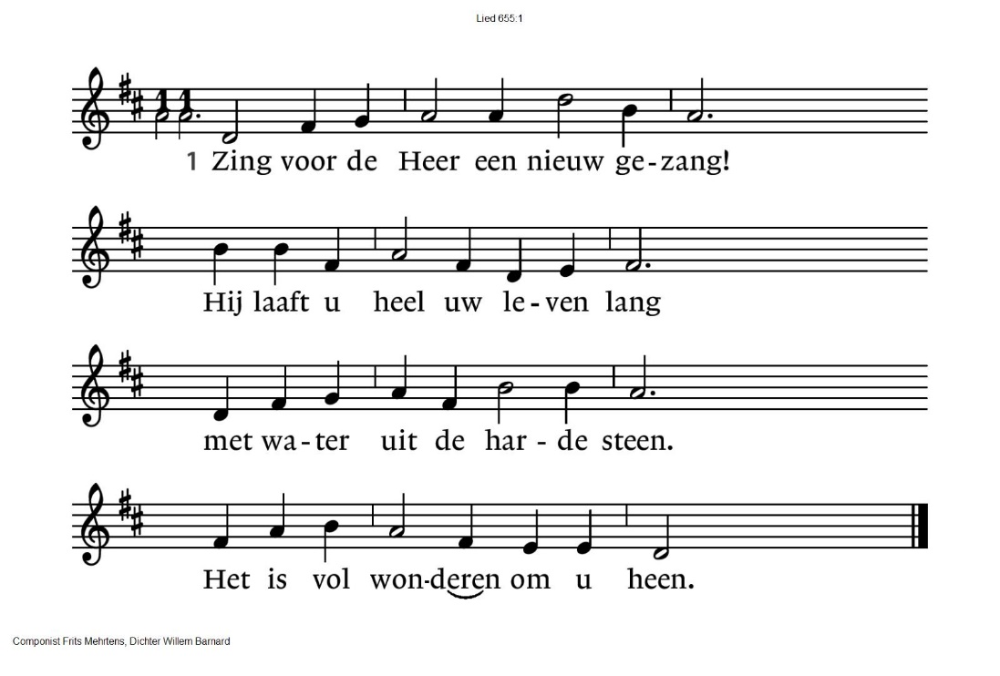 Lied 655:1
1 1
1 Zing voor de Heer een nieuw ge-zang!
Hij laaft u heel uw le-ven lang
met wa-ter uit de har-de steen.
Het is vol won-deren om u heen.
Componist Frits Mehrtens, Dichter Willem Barnard